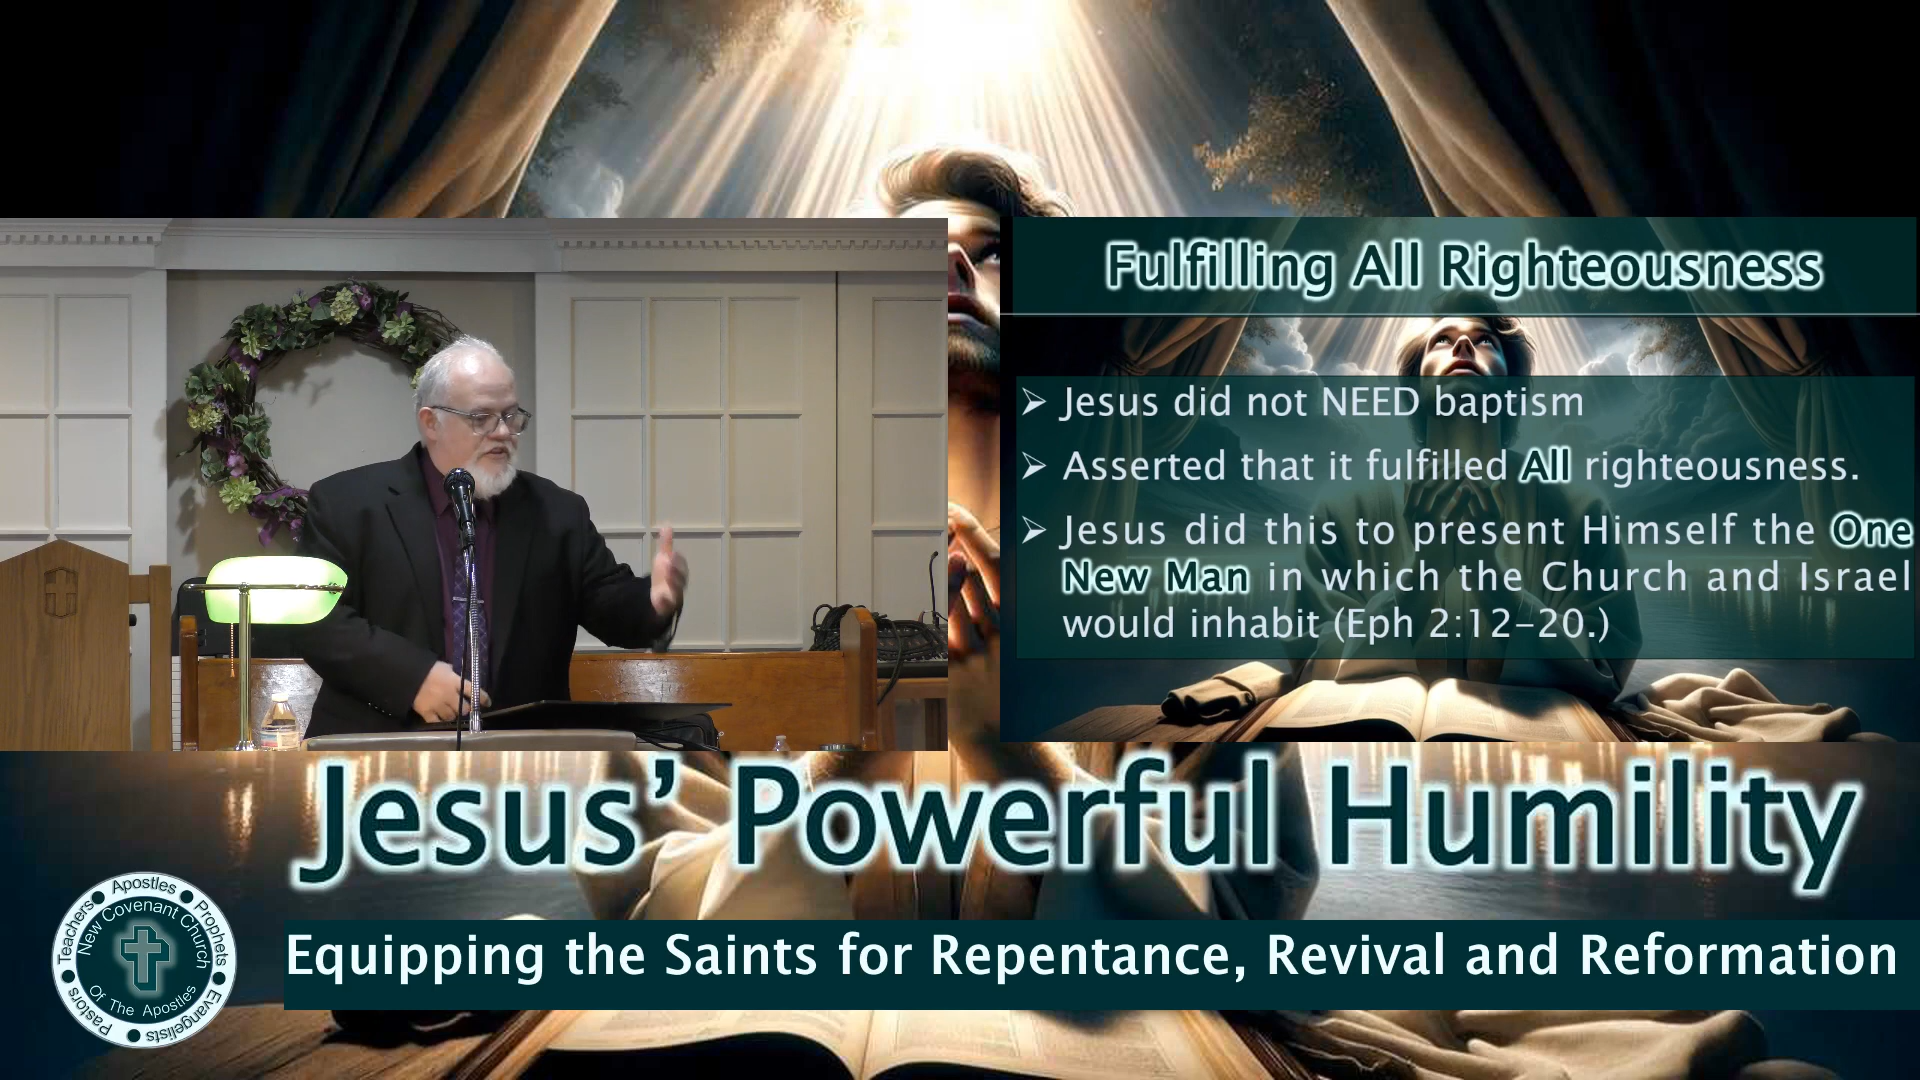 Fulfilling All Righteousness
Jesus did not NEED baptism
Asserted that it fulfilled All righteousness.
Jesus did this to present Himself the One
New Man in which the Church and Israel
would inhabit (Eph 2:12-20.)
Jesus’ Powerful Humility
Equipping the Saints for Repentance, Revival and Reformation
Apostles • Prophets • Evangelists • Pastors • Teachers •
New Covenant Church
Of The Apostles